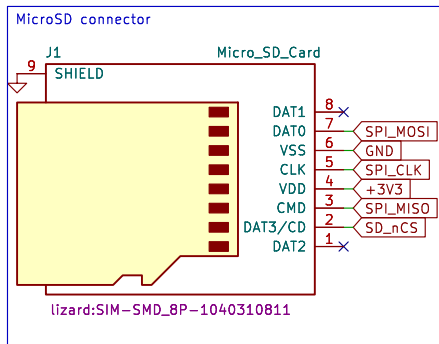 MicroSD connector
J1 Micro_SD_Card
9 SHIELD
DAT1 8
DAT0 7 SPI_MOSI
VSS 6 GND
CLK 5 SPI_CLK
VDD 4 +3V3
CMD 3 SPI_MISO
DAT3/CD 2 SD_nCS
DAT2 1
lizard:SIM-SMD_8P-1040310811